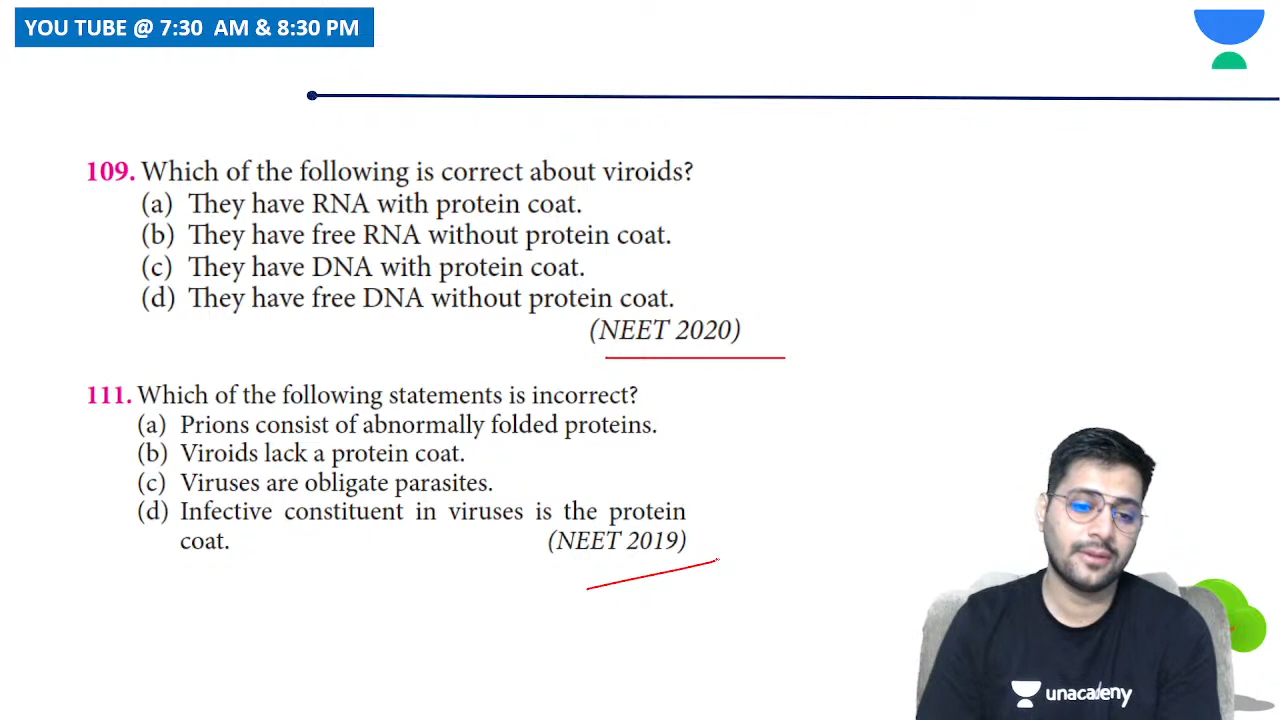 YOU TUBE @ 7:30 AM & 8:30 PM
109. Which of the following is correct about viroids?
(a) They have RNA with protein coat.
(b) They have free RNA without protein coat.
(c) They have DNA with protein coat.
(d) They have free DNA without protein coat.
(NEET 2020)
111. Which of the following statements is incorrect?
(a) Prions consist of abnormally folded proteins.
(b) Viroids lack a protein coat.
(c) Viruses are obligate parasites.
(d) Infective constituent in viruses is the protein
coat. (NEET 2019)
unacademy